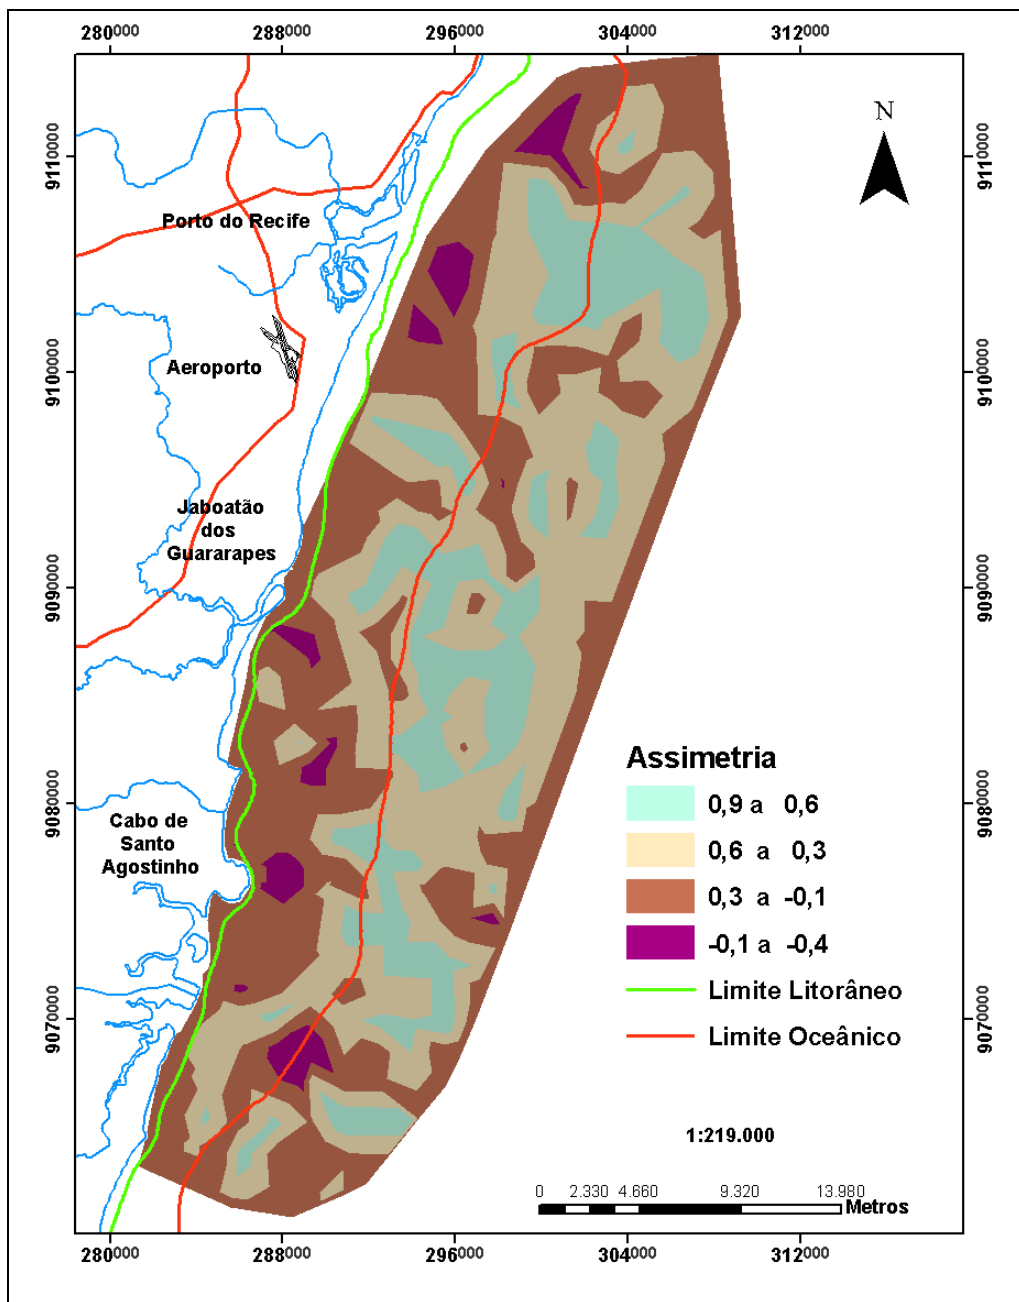 280000 288000 296000 304000 312000
N
9110000 9110000
Porto do Recife
Aeroporto
9100000 9100000
Jaboatão
dos
Guararapes
9090000 9090000
Assimetria
0,9 a 0,6
0,6 a 0,3
0,3 a -0,1
-0,1 a -0,4
Limite Litorâneo
Limite Oceânico
9080000 9080000
Cabo de
Santo
Agostinho
9070000 9070000
1:219.000
0 2.330 4.660 9.320 13.980
Metros
280000 288000 296000 304000 312000